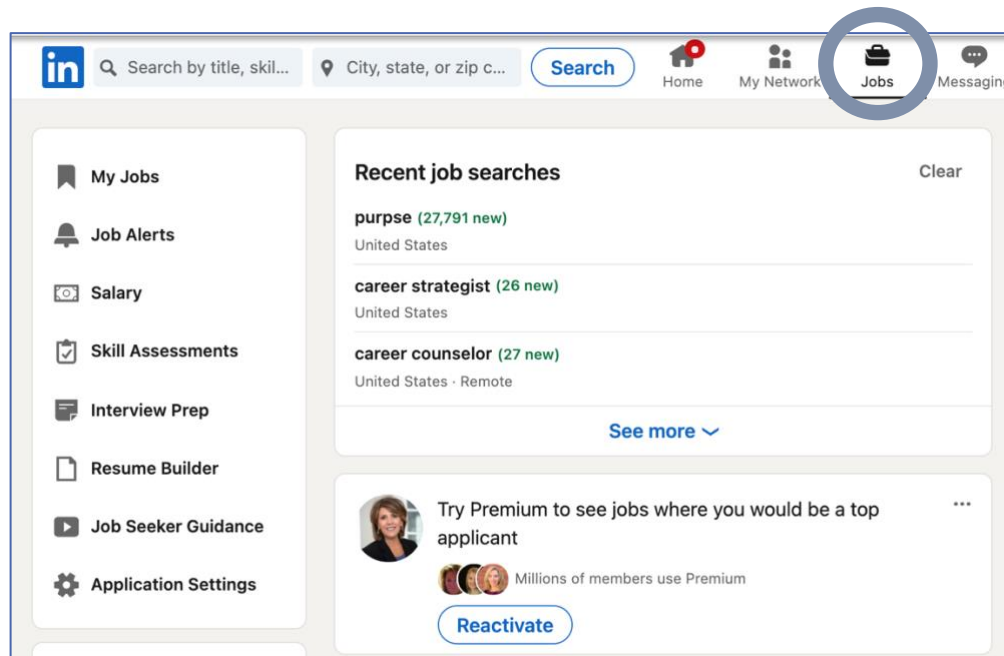 in
Search by title, skil...
City, state, or zip c...
Search
Home
My Network
Jobs
Messaging
My Jobs
Job Alerts
Salary
Skill Assessments
Interview Prep
Resume Builder
Job Seeker Guidance
Application Settings
Recent job searches
Clear
purpse (27,791 new)
United States
career strategist (26 new)
United States
career counselor (27 new)
United States · Remote
See more
Try Premium to see jobs where you would be a top
applicant
Millions of members use Premium
Reactivate